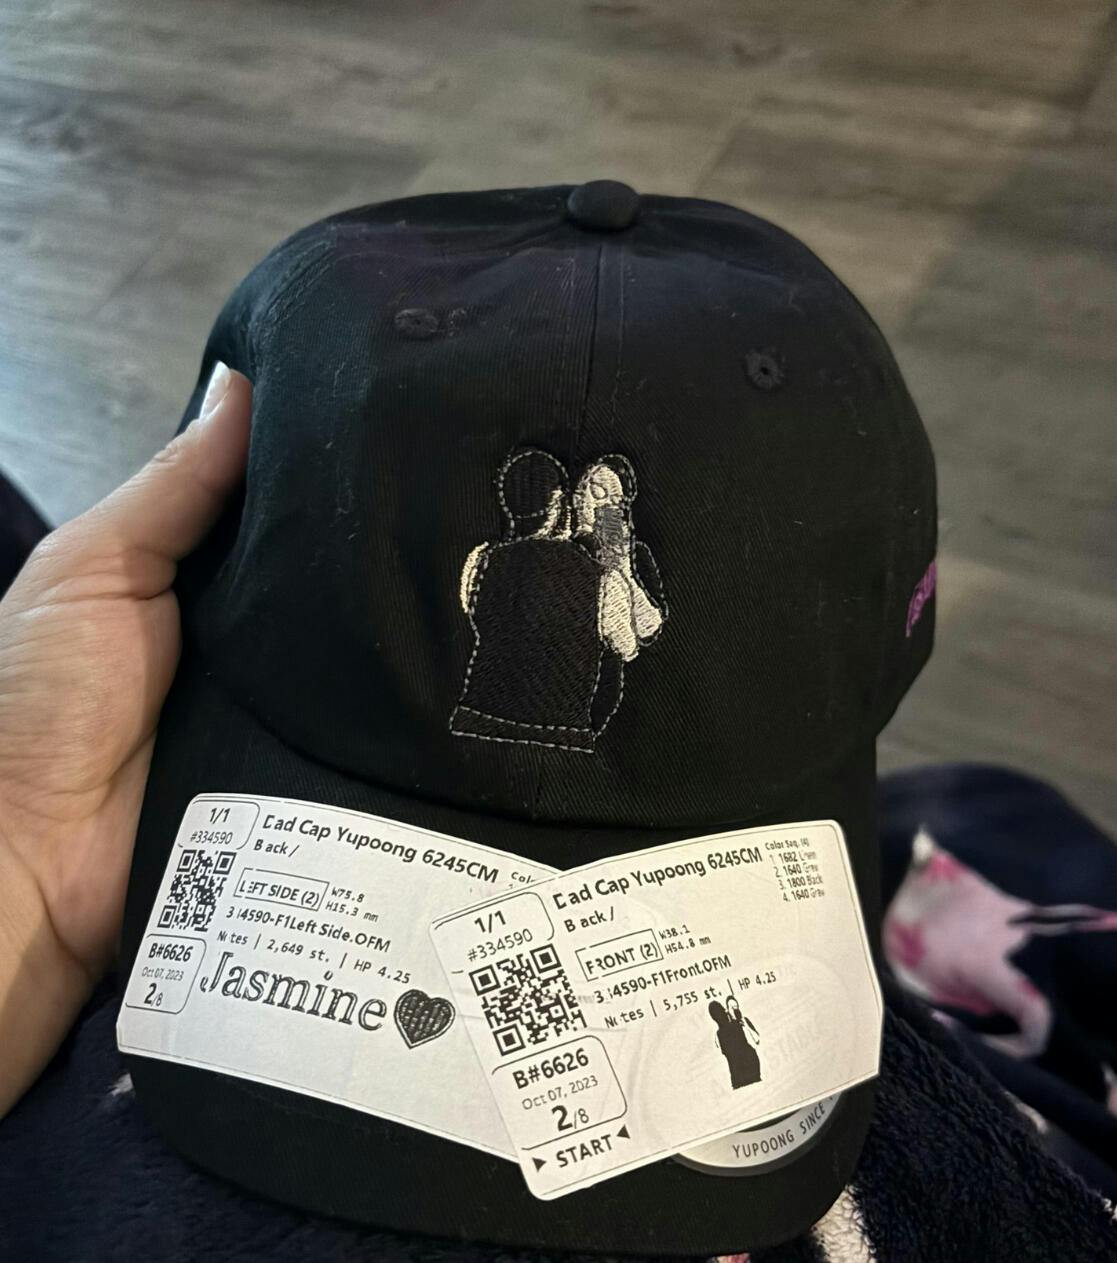 1/1
#334590
Dad Cap Yupoong 6245CM
Back /
LEFT SIDE (2)
W75.8
H15.3 mm
334590-F1Left Side.OFM
Notes | 2,649 st. | HP 4.25
Jasmine
B#6626
Oct 07, 2023
2/8
1/1
#334590
Dad Cap Yupoong 6245CM
Back /
FRONT (2)
W38.1
H54.8 mm
334590-F1Front.OFM
Notes | 5,755 st. | HP 4.25
Color Seq. (4)
1. 1682 Linen
2. 1640 Grey
3. 1800 Black
4. 1640 Grey
B#6626
Oct 07, 2023
2/8
► START ◄
YUPOONG SINCE